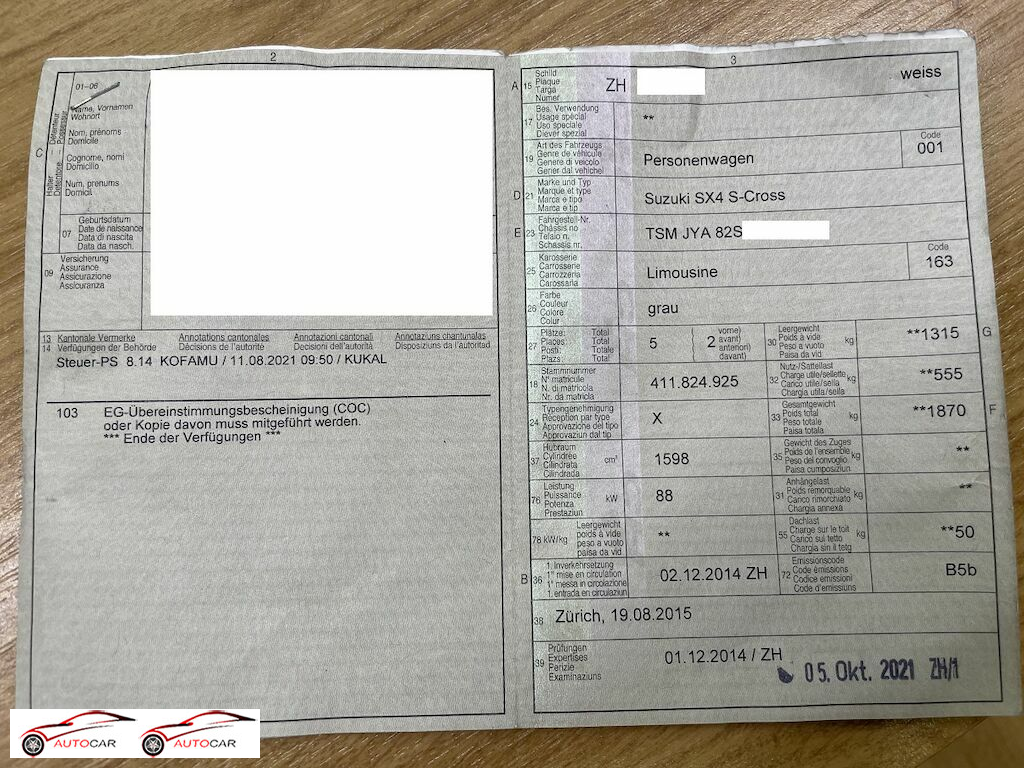 2
01–06
Name, Vornamen
Wohnort
Nom, prénoms
Domicile
Cognome, nomi
Domicilio
Num, prenums
Domicil
C
Halter – Détenteur
Detentore – Possessur
07
Geburtsdatum
Date de naissance
Data di nascita
Data da nasch.
09
Versicherung
Assurance
Assicurazione
Assicuranza
13 Kantonale Vermerke Annotations cantonales Annotazioni cantonali Annotaziuns chantunalas
14 Verfügungen der Behörde Décisions de l'autorité Decisioni dell'autorità Disposiziuns da l'autoritad
Steuer-PS 8.14 KOFAMU / 11.08.2021 09:50 / KUKAL
103 EG-Übereinstimmungsbescheinigung (COC)
oder Kopie davon muss mitgeführt werden.
*** Ende der Verfügungen ***
3
A 15
Schild
Plaque
Targa
Numer
ZH
weiss
17
Bes. Verwendung
Usage spécial
Uso speciale
Diever spezial
**
19
Art des Fahrzeugs
Genre de véhicule
Genere di veicolo
Gener dal vehichel
Personenwagen
Code
001
D 21
Marke und Typ
Marque et type
Marca e tipo
Marca e tip
Suzuki SX4 S-Cross
E 23
Fahrgestell-Nr.
Châssis no
Telaio n.
Schassis nr.
TSM JYA 82S
25
Karosserie
Carrosserie
Carrozzeria
Carossaria
Limousine
Code
163
26
Farbe
Couleur
Colore
Colur
grau
27
Plätze: Total
Places: Total
Posti: Totale
Plazs: Total
5
2
vorne)
avant)
anteriori)
davant)
30
Leergewicht
Poids à vide
Peso a vuoto
Paisa da vid
kg
**1315
G
18
Stammnummer
N° matricule
N. di matricola
Nr. da matricla
411.824.925
32
Nutz-/Sattellast
Charge utile/sellette
Carico utile/sella
Chargia utila/sella
kg
**555
24
Typengenehmigung
Réception par type
Approvazione del tipo
Approvaziun dal tip
X
33
Gesamtgewicht
Poids total
Peso totale
Paisa totala
kg
**1870
F
37
Hubraum
Cylindrée
Cilindrata
Cilindrada
cm³
1598
35
Gewicht des Zuges
Poids de l'ensemble
Peso del convoglio
Paisa cumposiziun
kg
**
76
Leistung
Puissance
Potenza
Prestaziun
kW
88
31
Anhängelast
Poids remorquable
Carico rimorchiato
Chargia annexà
kg
**
78 kW/kg
Leergewicht
poids à vide
peso a vuoto
paisa da vid
**
55
Dachlast
Charge sur le toit
Carico sul tetto
Chargia sin il tetg
kg
**50
B 36
1. Inverkehrsetzung
1re mise en circulation
1a messa in circolazione
1. entrada en circulaziun
02.12.2014 ZH
72
Emissionscode
Code émissions
Codice emissioni
Code d'emissions
B5b
38
Zürich, 19.08.2015
39
Prüfungen
Expertises
Perizie
Examinaziuns
01.12.2014 / ZH
05. Okt. 2021 ZH/1
AUTOCAR AUTOCAR